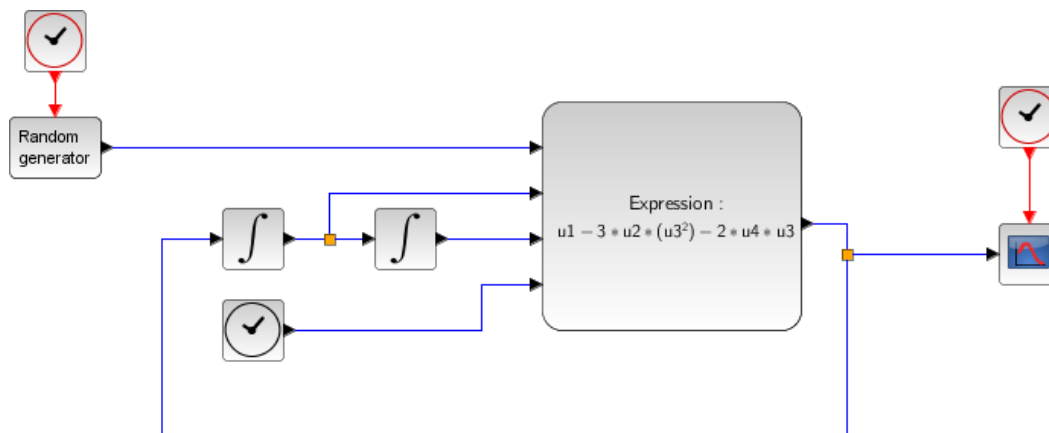 Random
generator
Expression :
u1 − 3 ∗ u2 ∗ (u3²) − 2 ∗ u4 ∗ u3